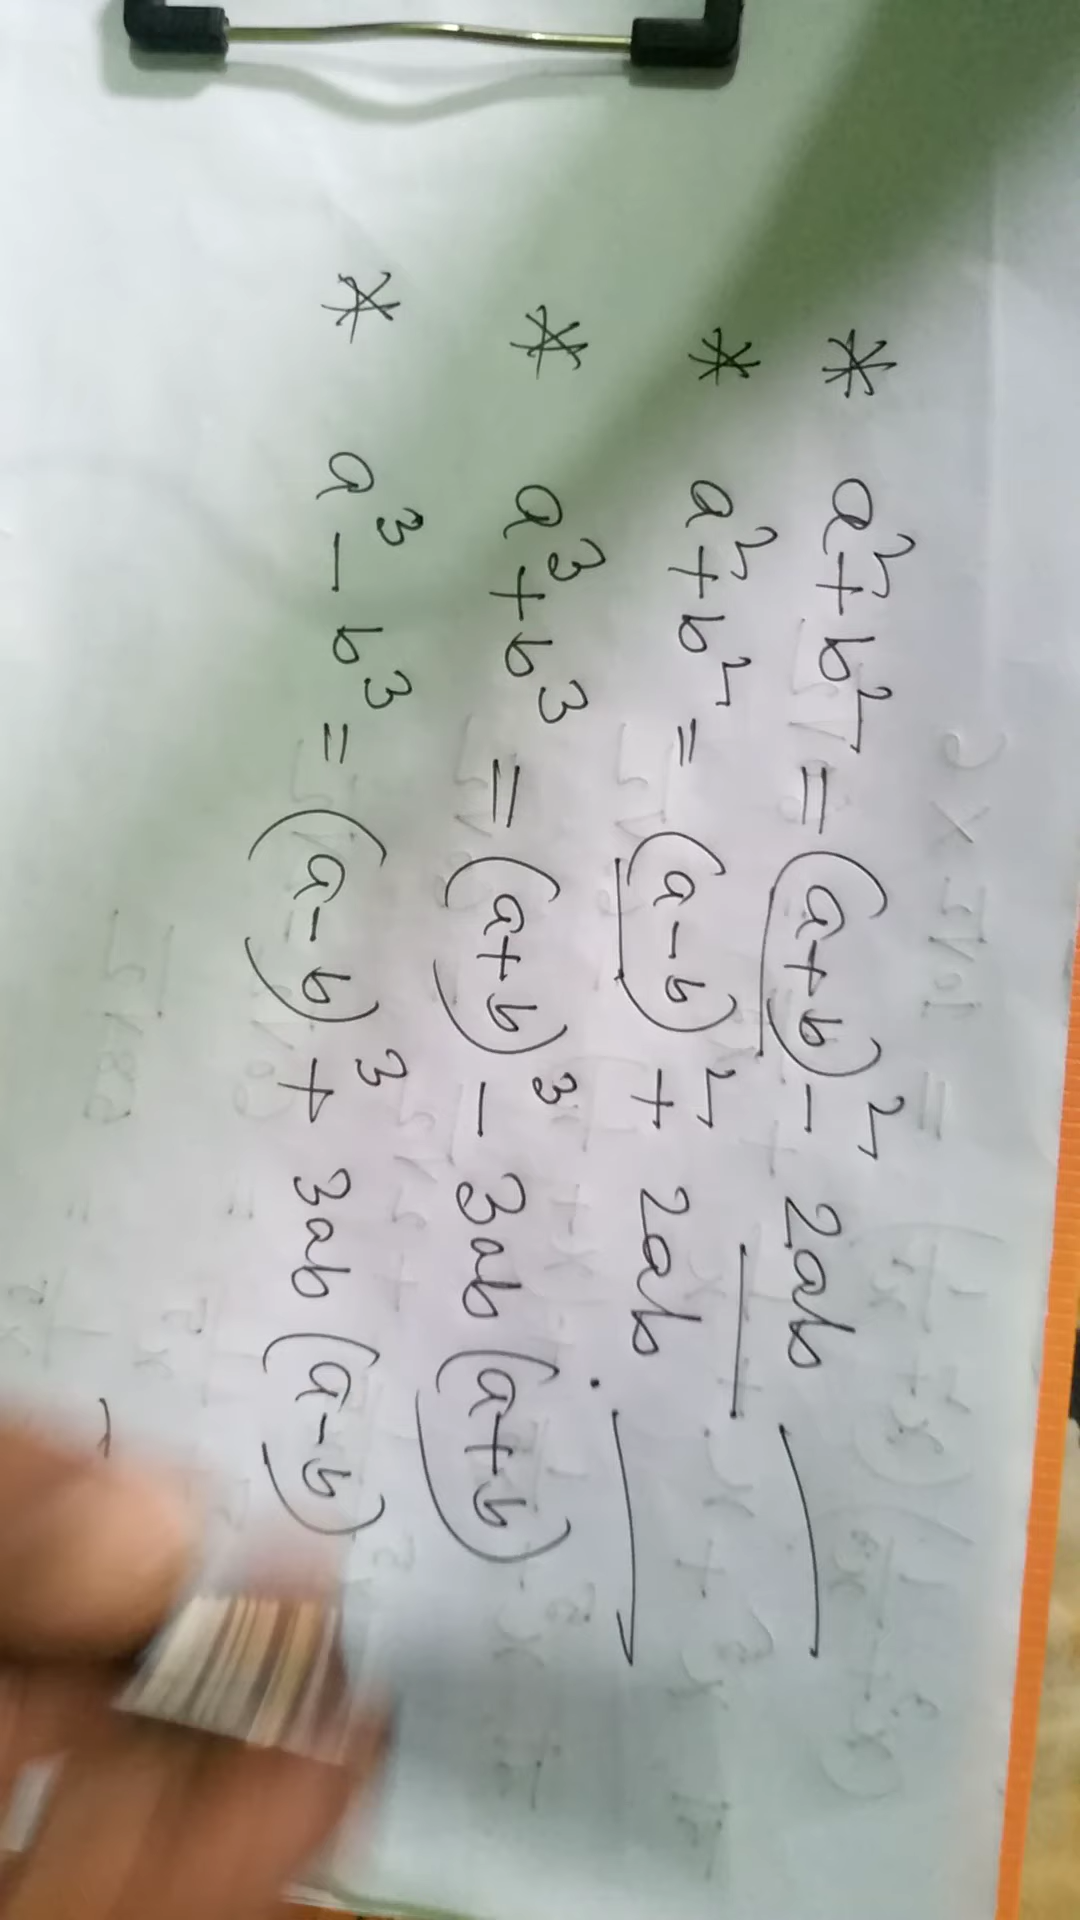 * a² + b² = (a+b)² - 2ab
* a² + b² = (a-b)² + 2ab.
* a³ + b³ = (a+b)³ - 3ab(a+b)
* a³ - b³ = (a-b)³ + 3ab(a-b)